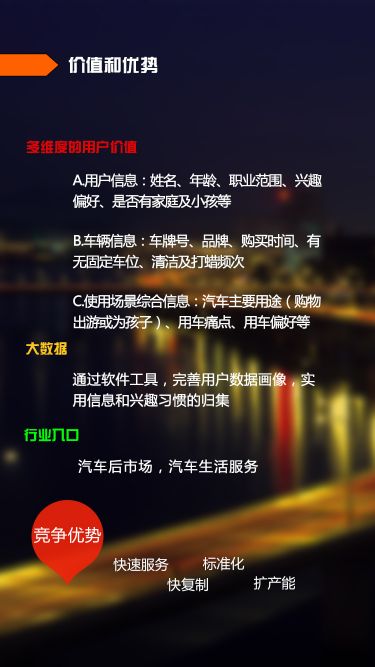 价值和优势
多维度的用户价值
A.用户信息：姓名、年龄、职业范围、兴趣
偏好、是否有家庭及小孩等
B.车辆信息：车牌号、品牌、购买时间、有
无固定车位、清洁及打蜡频次
C.使用场景综合信息：汽车主要用途（购物
出游或为孩子）、用车痛点、用车偏好等
大数据
通过软件工具，完善用户数据画像，实
用信息和兴趣习惯的归集
行业入口
汽车后市场，汽车生活服务
竞争优势
快速服务
标准化
快复制
扩产能